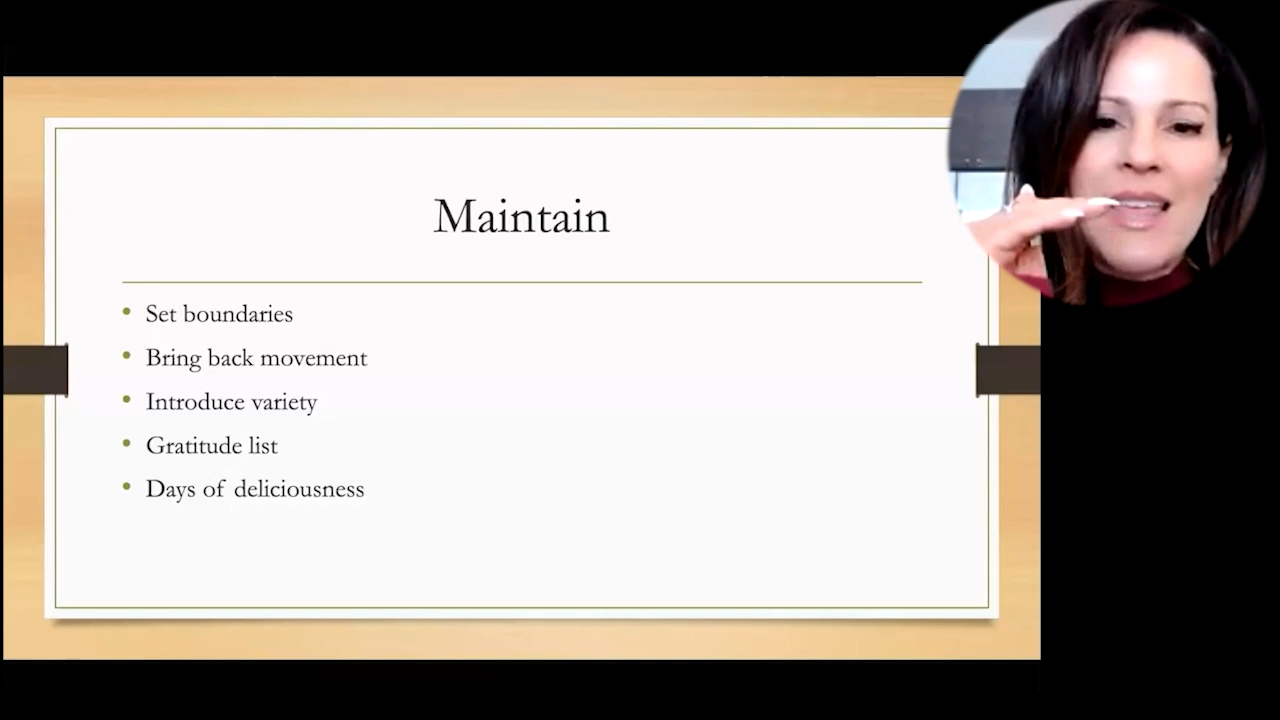 Maintain
Set boundaries
Bring back movement
Introduce variety
Gratitude list
Days of deliciousness